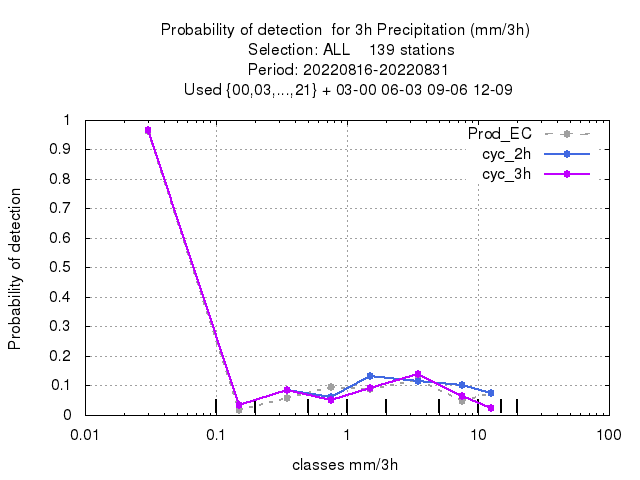 Probability of detection  for 3h Precipitation (mm/3h)
Selection: ALL    139 stations
Period: 20220816-20220831
Used {00,03,...,21} + 03-00 06-03 09-06 12-09
Prod_EC
cyc_2h
cyc_3h
Probability of detection
1
0.9
0.8
0.7
0.6
0.5
0.4
0.3
0.2
0.1
0
0.01 0.1 1 10 100
classes mm/3h